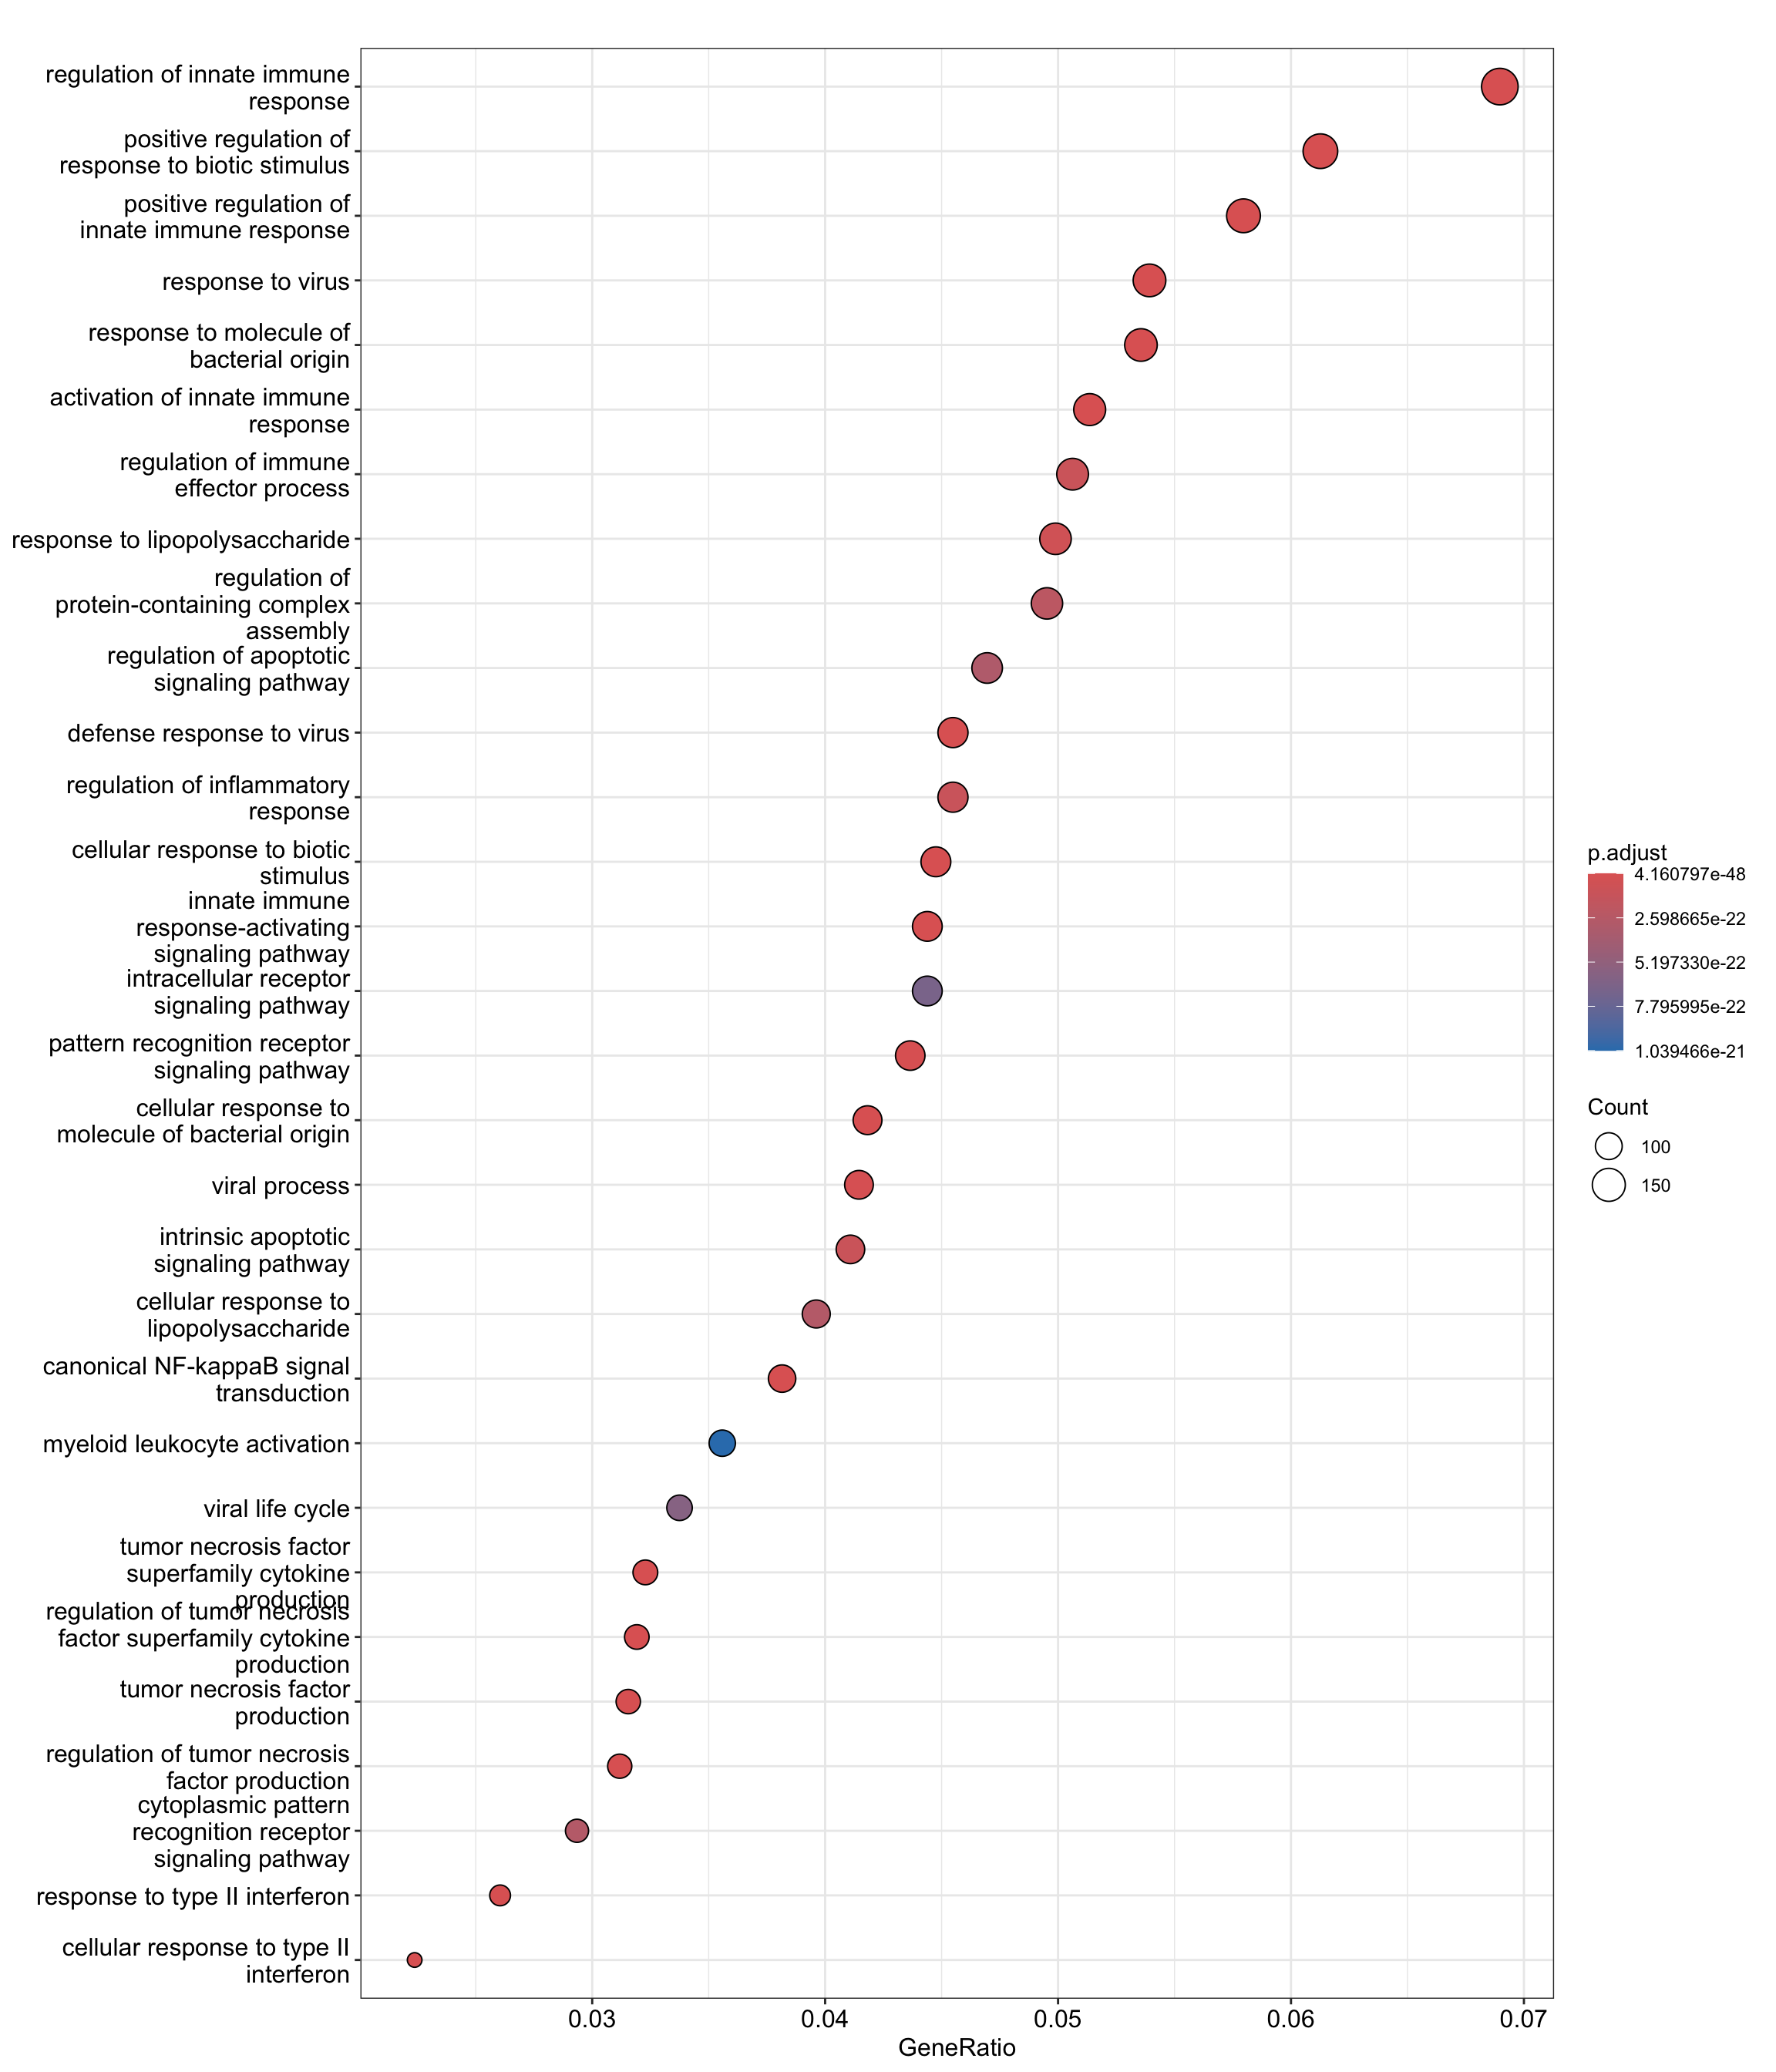 regulation of innate immune
response
positive regulation of
response to biotic stimulus
positive regulation of
innate immune response
response to virus
response to molecule of
bacterial origin
activation of innate immune
response
regulation of immune
effector process
response to lipopolysaccharide
regulation of
protein-containing complex
assembly
regulation of apoptotic
signaling pathway
defense response to virus
regulation of inflammatory
response
cellular response to biotic
stimulus
innate immune
response-activating
signaling pathway
intracellular receptor
signaling pathway
pattern recognition receptor
signaling pathway
cellular response to
molecule of bacterial origin
viral process
intrinsic apoptotic
signaling pathway
cellular response to
lipopolysaccharide
canonical NF-kappaB signal
transduction
myeloid leukocyte activation
viral life cycle
tumor necrosis factor
superfamily cytokine
production
regulation of tumor necrosis
factor superfamily cytokine
production
tumor necrosis factor
production
regulation of tumor necrosis
factor production
cytoplasmic pattern
recognition receptor
signaling pathway
response to type II interferon
cellular response to type II
interferon
0.03 0.04 0.05 0.06 0.07
GeneRatio
p.adjust
4.160797e-48
2.598665e-22
5.197330e-22
7.795995e-22
1.039466e-21
Count
100
150